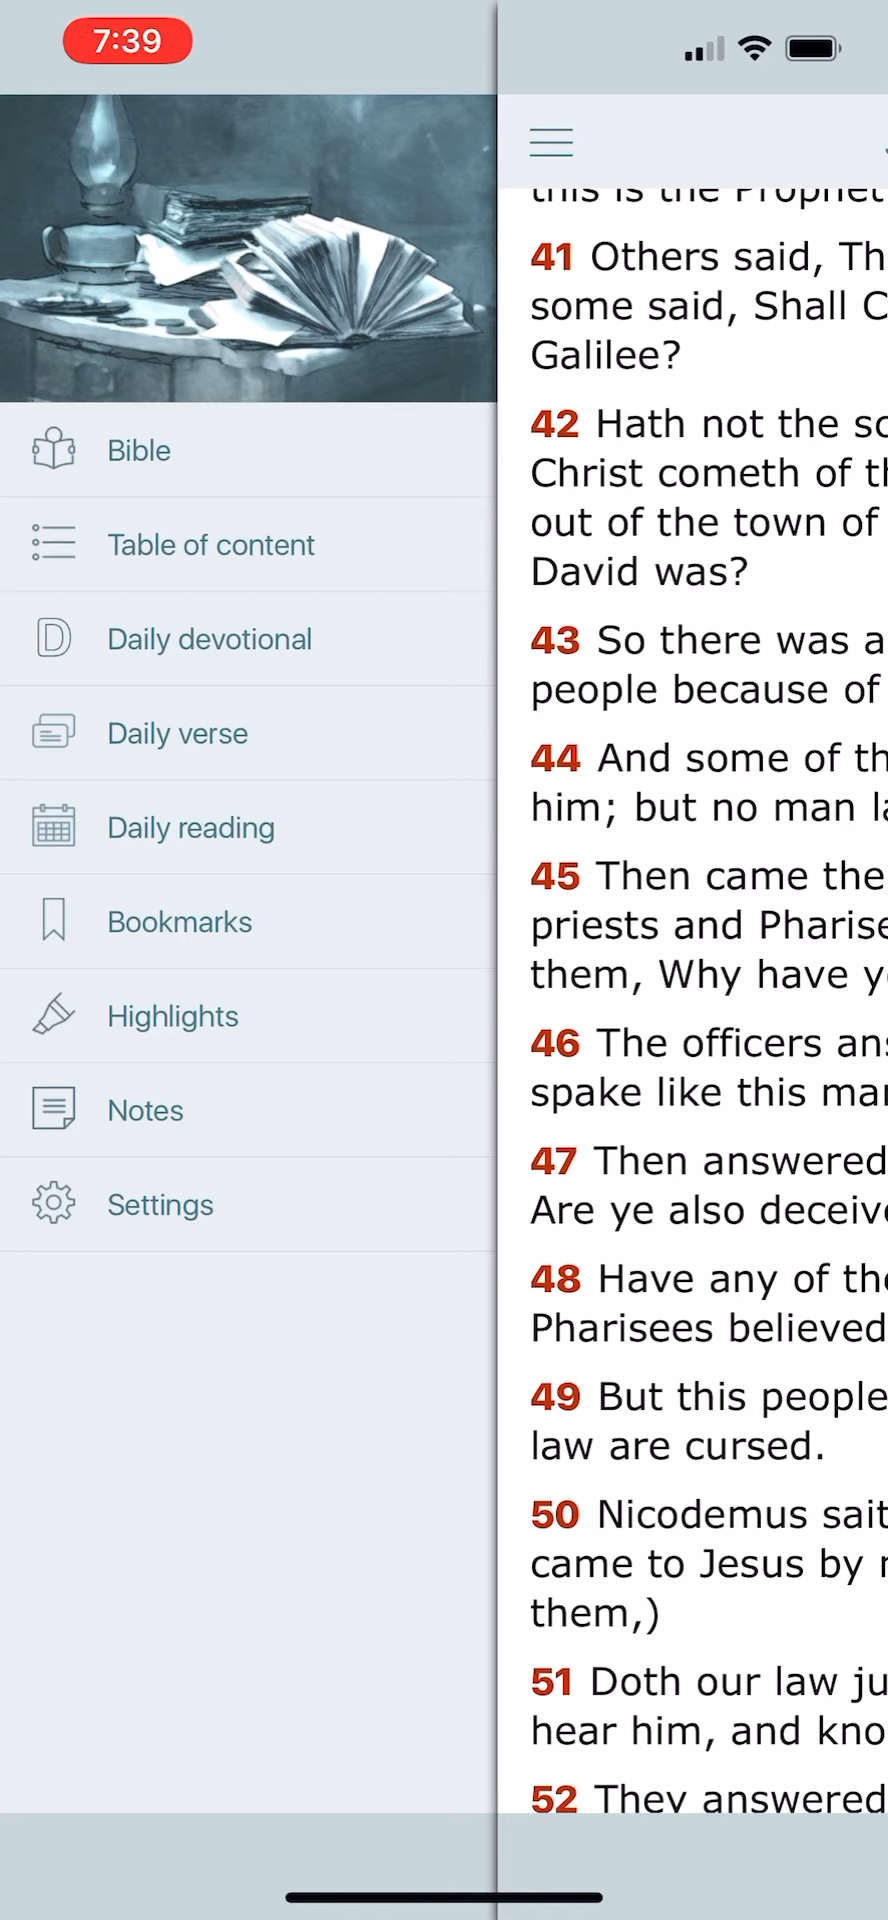 7:39
Bible
Table of content
Daily devotional
Daily verse
Daily reading
Bookmarks
Highlights
Notes
Settings
this is the Prophet
41 Others said, Th
some said, Shall C
Galilee?
42 Hath not the sc
Christ cometh of th
out of the town of
David was?
43 So there was a
people because of
44 And some of th
him; but no man la
45 Then came the
priests and Pharise
them, Why have ye
46 The officers ans
spake like this man
47 Then answered
Are ye also deceive
48 Have any of the
Pharisees believed
49 But this people
law are cursed.
50 Nicodemus sait
came to Jesus by n
them,)
51 Doth our law ju
hear him, and kno
52 They answered